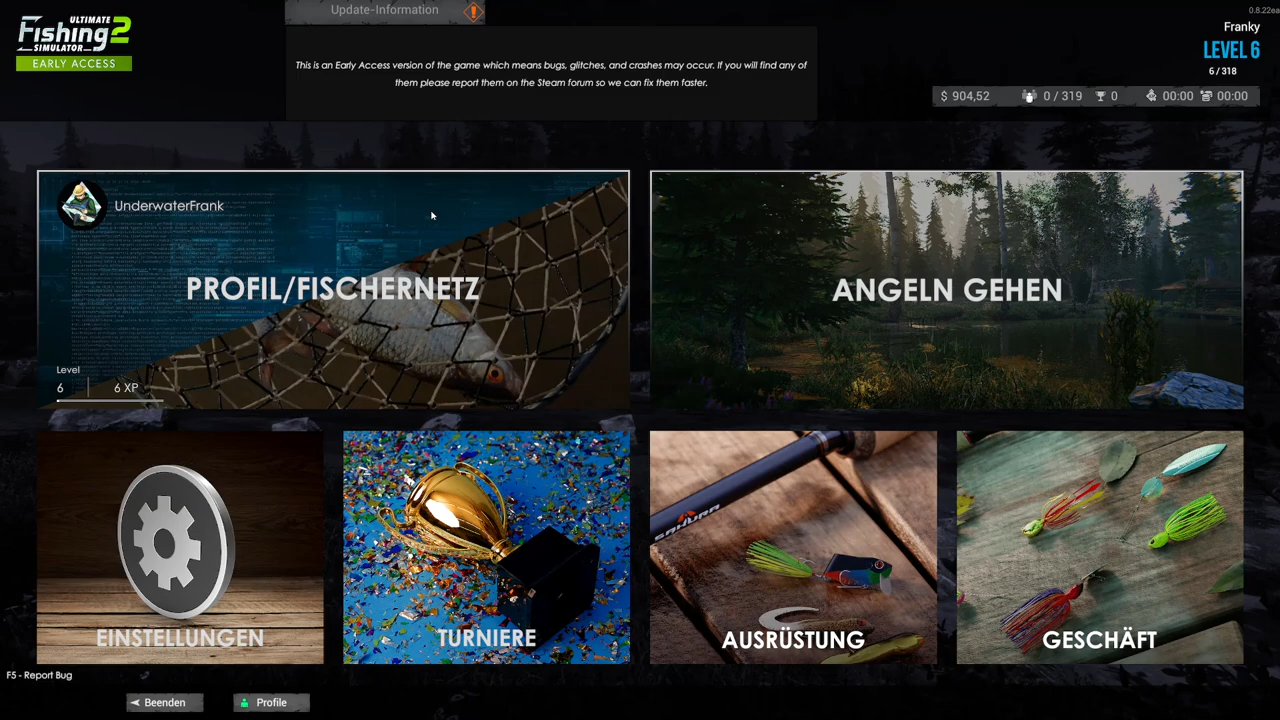 ULTIMATE
Fishing 2
SIMULATOR
EARLY ACCESS
Update-Information
This is an Early Access version of the game which means bugs, glitches, and crashes may occur. If you will find any of
them please report them on the Steam forum so we can fix them faster.
0.8.22ea
Franky
LEVEL 6
6 / 318
$ 904,52
0 / 319
0
00:00
00:00
UnderwaterFrank
PROFIL/FISCHERNETZ
Level
6
6 XP
ANGELN GEHEN
EINSTELLUNGEN
TURNIERE
SAKURA
AUSRÜSTUNG
GESCHÄFT
F5 - Report Bug
Beenden
Profile